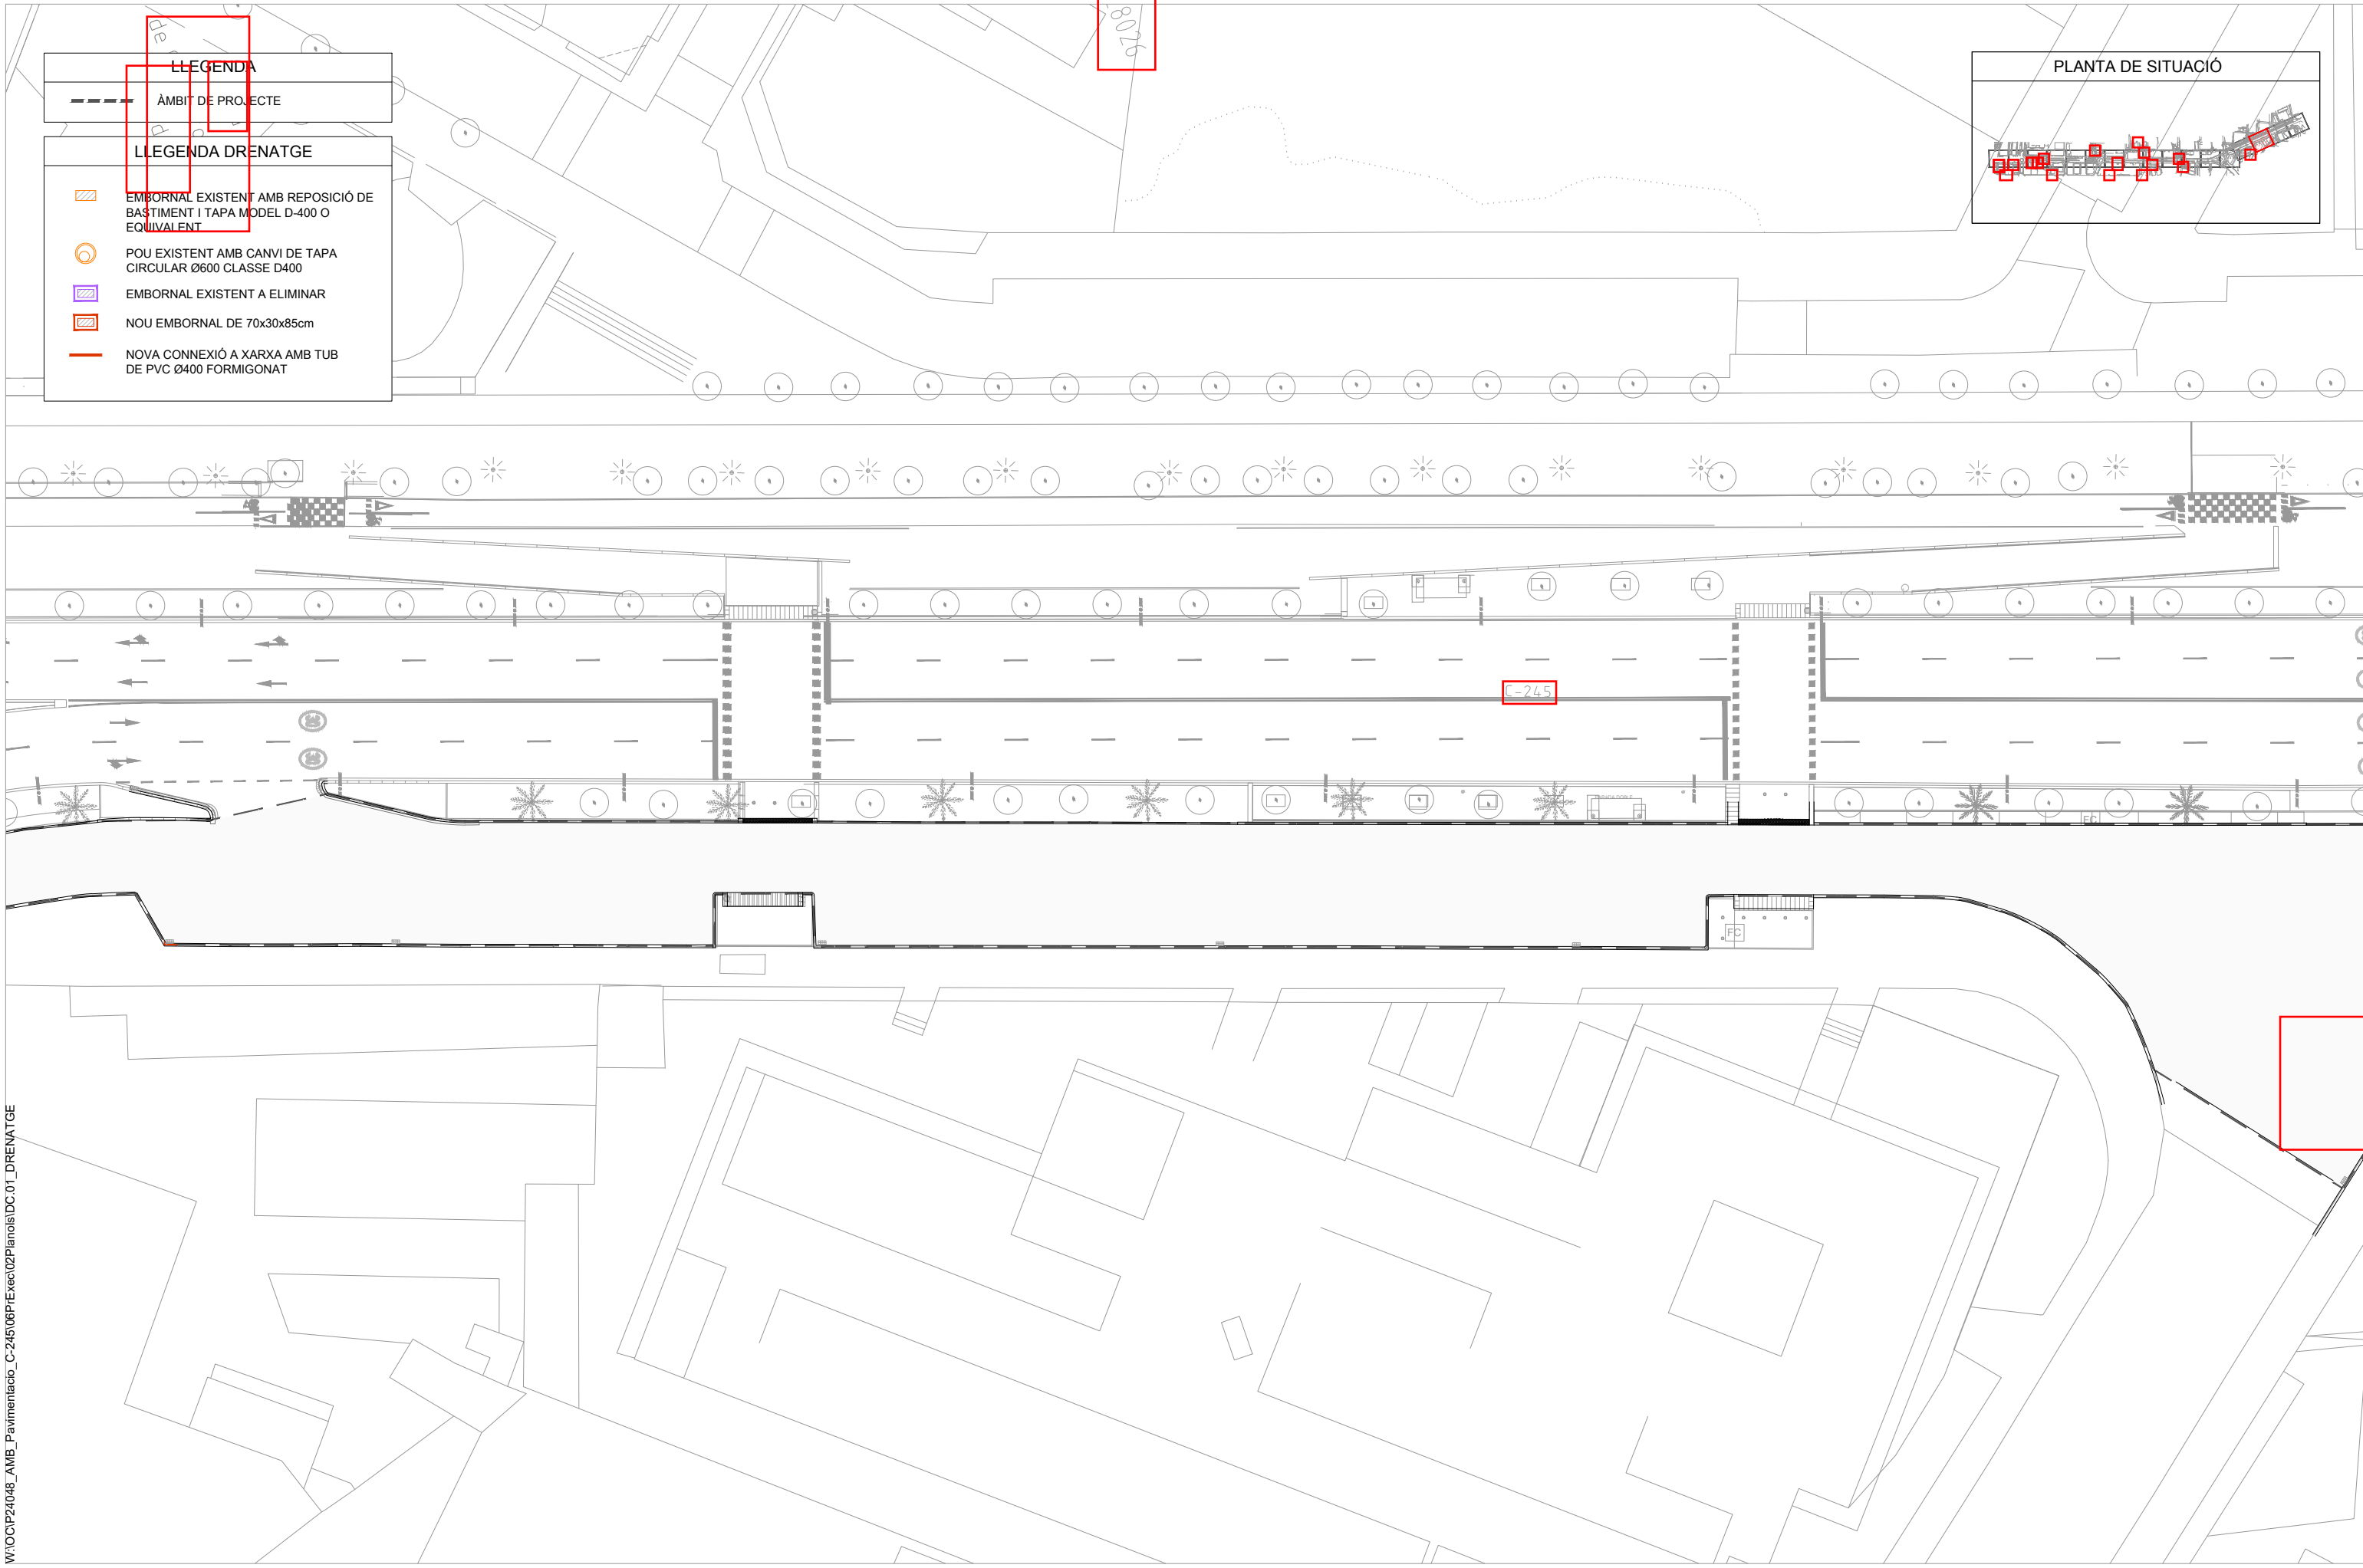 LLEGENDA
ÀMBIT DE PROJECTE
LLEGENDA DRENATGE
EMBORNAL EXISTENT AMB REPOSICIÓ DE
BASTIMENT I TAPA MODEL D-400 O
EQUIVALENT
POU EXISTENT AMB CANVI DE TAPA
CIRCULAR Ø600 CLASSE D400
EMBORNAL EXISTENT A ELIMINAR
NOU EMBORNAL DE 70x30x85cm
NOVA CONNEXIÓ A XARXA AMB TUB
DE PVC Ø400 FORMIGONAT
PLANTA DE SITUACIÓ
C-245
FC
FC
W:\OC\P24048_AMB_Pavimentacio_C-245\06PrExec\02Planols\DC.01_DRENATGE